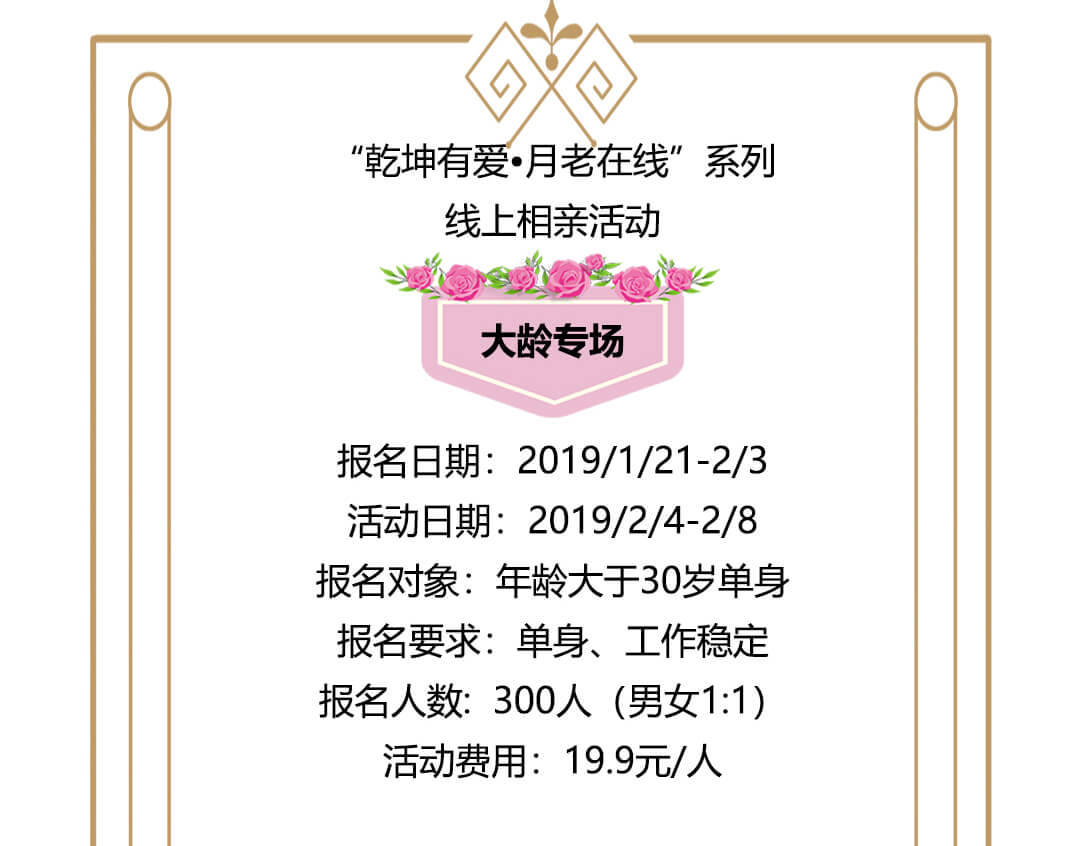 “乾坤有爱•月老在线”系列
线上相亲活动
大龄专场
报名日期：2019/1/21-2/3
活动日期：2019/2/4-2/8
报名对象：年龄大于30岁单身
报名要求：单身、工作稳定
报名人数：300人（男女1:1）
活动费用：19.9元/人